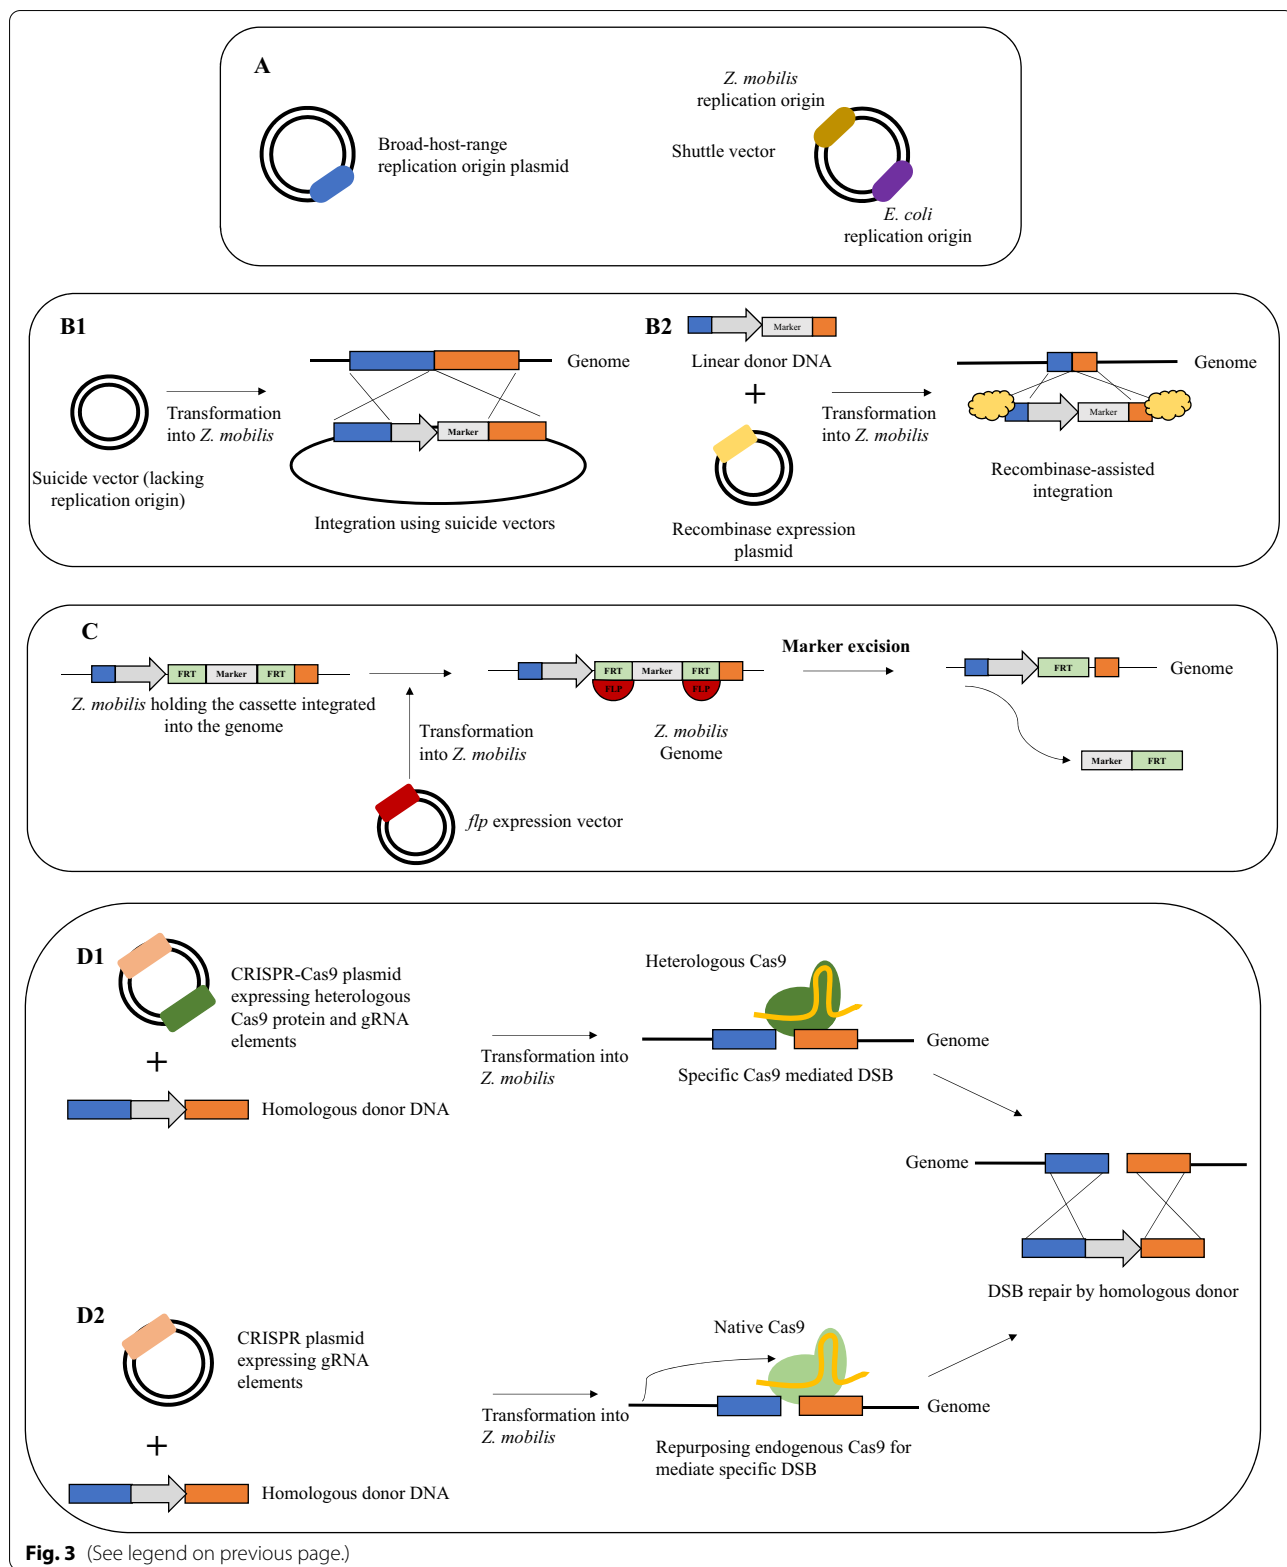 A
Broad-host-range
replication origin plasmid
Z. mobilis
replication origin
Shuttle vector
E. coli
replication origin
B1
Genome
Transformation
into Z. mobilis
Marker
Suicide vector (lacking
replication origin)
Integration using suicide vectors
B2
Marker
Linear donor DNA
+
Recombinase expression
plasmid
Transformation
into Z. mobilis
Genome
Marker
Recombinase-assisted
integration
C
FRT Marker FRT
Z. mobilis holding the cassette integrated
into the genome
Transformation
into Z. mobilis
flp expression vector
FRT Marker FRT
FLP FLP
Z. mobilis
Genome
Marker excision
FRT
Genome
Marker FRT
D1
CRISPR-Cas9 plasmid
expressing heterologous
Cas9 protein and gRNA
elements
+
Homologous donor DNA
Transformation into
Z. mobilis
Heterologous Cas9
Genome
Specific Cas9 mediated DSB
Genome
DSB repair by homologous donor
D2
CRISPR plasmid
expressing gRNA
elements
+
Homologous donor DNA
Transformation into
Z. mobilis
Native Cas9
Genome
Repurposing endogenous Cas9 for
mediate specific DSB
Fig. 3 (See legend on previous page.)